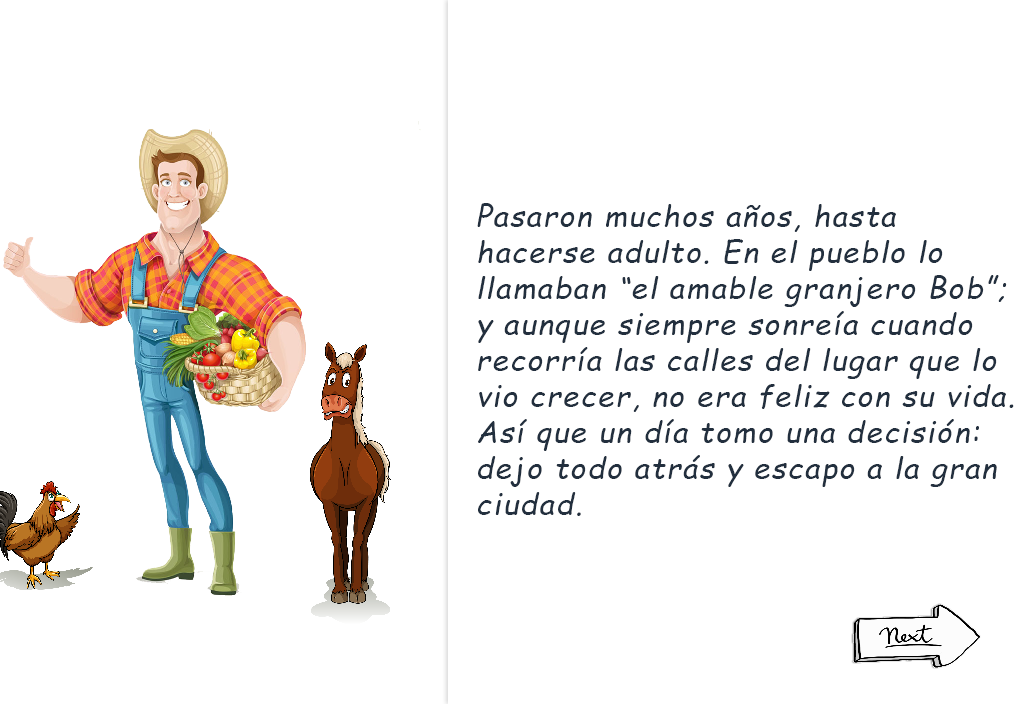 Pasaron muchos años, hasta
hacerse adulto. En el pueblo lo
llamaban “el amable granjero Bob”;
y aunque siempre sonreía cuando
recorría las calles del lugar que lo
vio crecer, no era feliz con su vida.
Así que un día tomo una decisión:
dejo todo atrás y escapo a la gran
ciudad.
Next